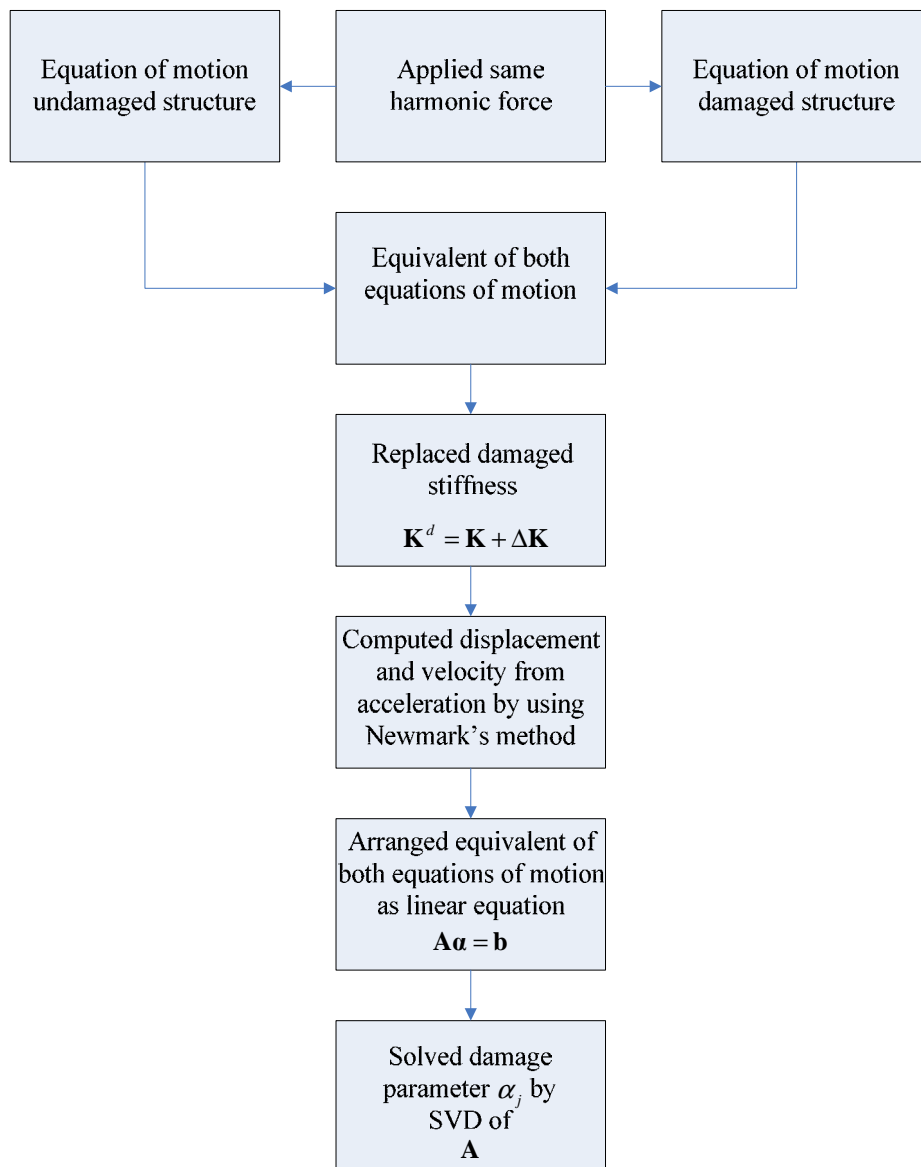 Equation of motion
undamaged structure
Applied same
harmonic force
Equation of motion
damaged structure
Equivalent of both
equations of motion
Replaced damaged
stiffness
𝐊ᵈ = 𝐊 + Δ𝐊
Computed displacement
and velocity from
acceleration by using
Newmark’s method
Arranged equivalent of
both equations of motion
as linear equation
𝐀𝛂 = 𝐛
Solved damage
parameter αⱼ by
SVD of
𝐀